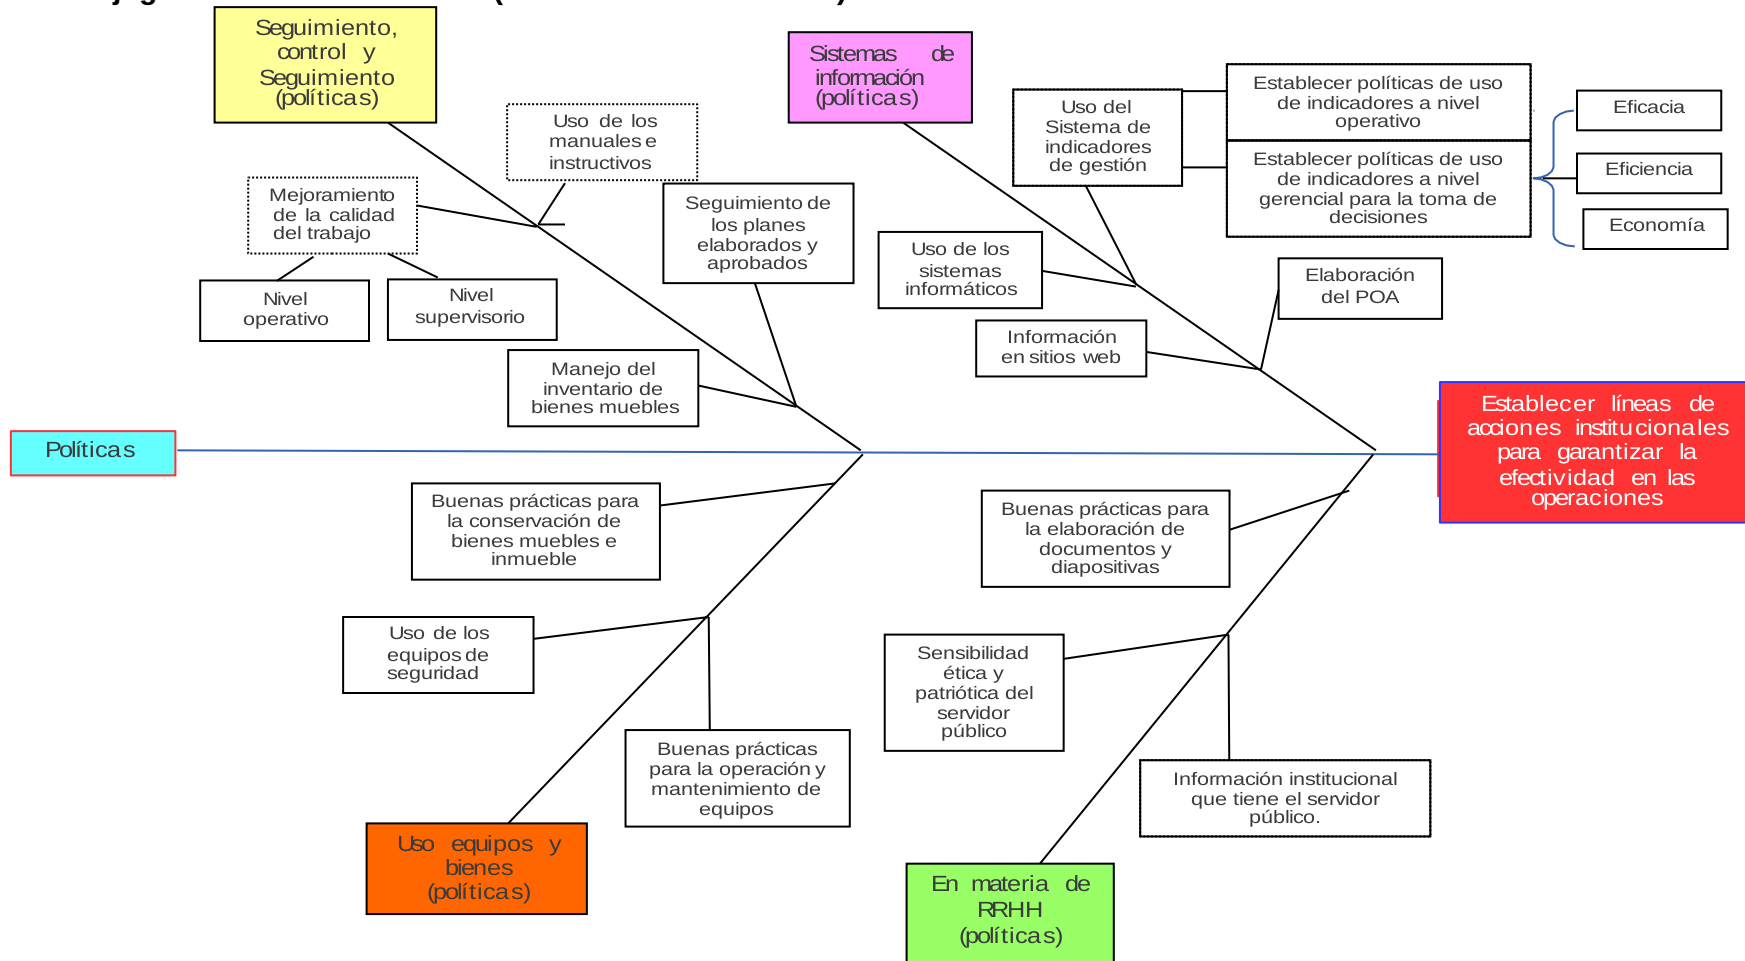 Seguimiento,
control y
Seguimiento
(políticas)
Sistemas de
información
(políticas)
Uso de los
manuales e
instructivos
Uso del
Sistema de
indicadores
de gestión
Establecer políticas de uso
de indicadores a nivel
operativo
Establecer políticas de uso
de indicadores a nivel
gerencial para la toma de
decisiones
Eficacia
Eficiencia
Economía
Mejoramiento
de la calidad
del trabajo
Seguimiento de
los planes
elaborados y
aprobados
Uso de los
sistemas
informáticos
Elaboración
del POA
Nivel
operativo
Nivel
supervisorio
Información
en sitios web
Manejo del
inventario de
bienes muebles
Políticas
Establecer líneas de
acciones institucionales
para garantizar la
efectividad en las
operaciones
Buenas prácticas para
la conservación de
bienes muebles e
inmueble
Buenas prácticas para
la elaboración de
documentos y
diapositivas
Uso de los
equipos de
seguridad
Sensibilidad
ética y
patriótica del
servidor
público
Buenas prácticas
para la operación y
mantenimiento de
equipos
Información institucional
que tiene el servidor
público.
Uso equipos y
bienes
(políticas)
En materia de
RRHH
(políticas)